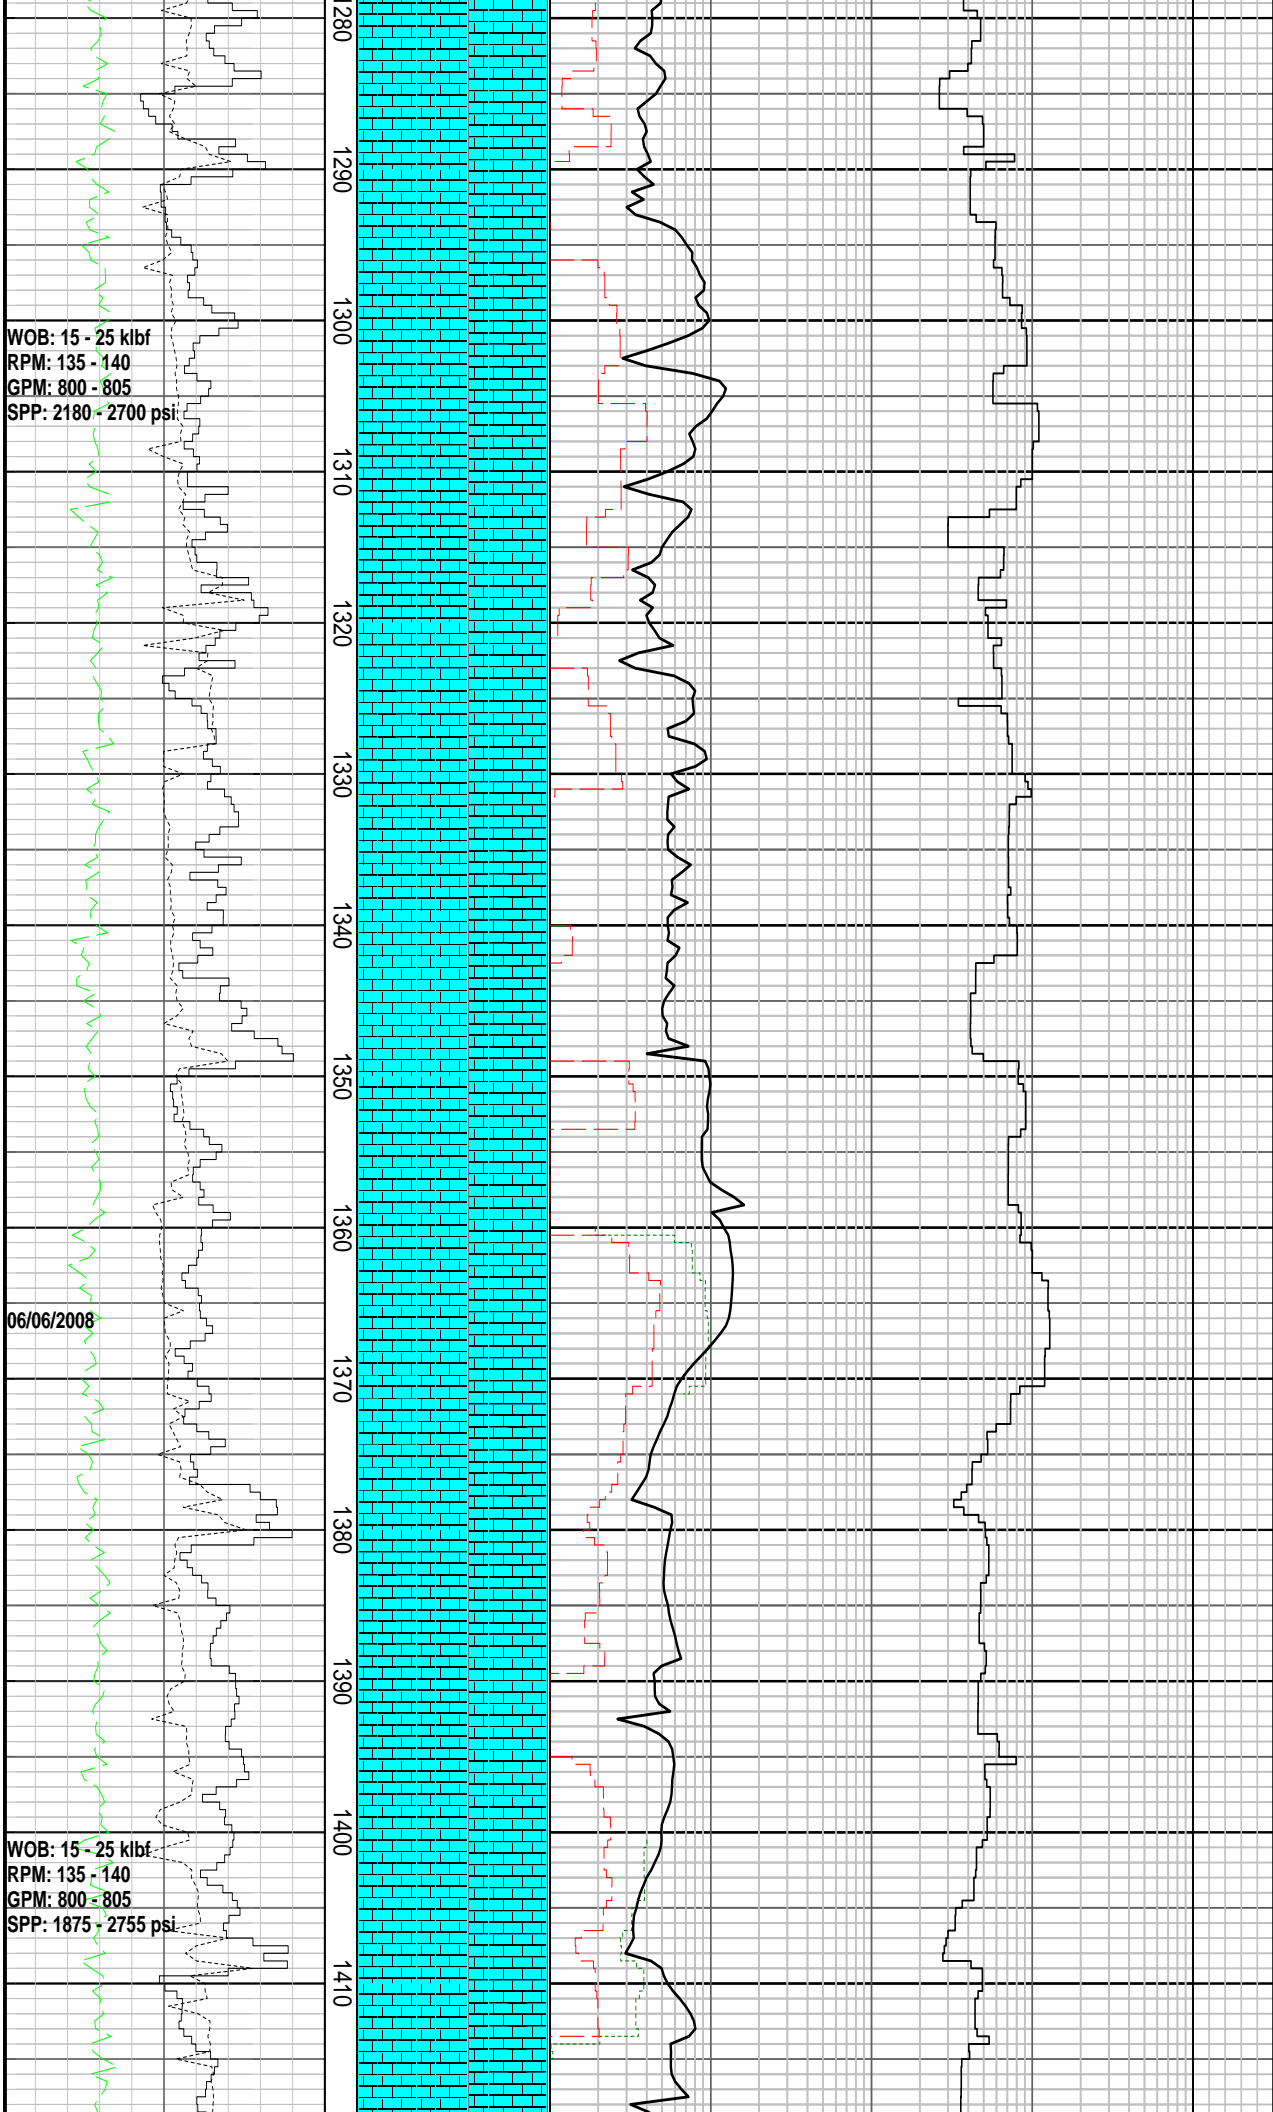 1280
1290
1300
WOB: 15 - 25 klbf
RPM: 135 - 140
GPM: 800 - 805
SPP: 2180 - 2700 psi
1310
1320
1330
1340
1350
1360
06/06/2008
1370
1380
1390
1400
WOB: 15 - 25 klbf
RPM: 135 - 140
GPM: 800 - 805
SPP: 1875 - 2755 psi
1410